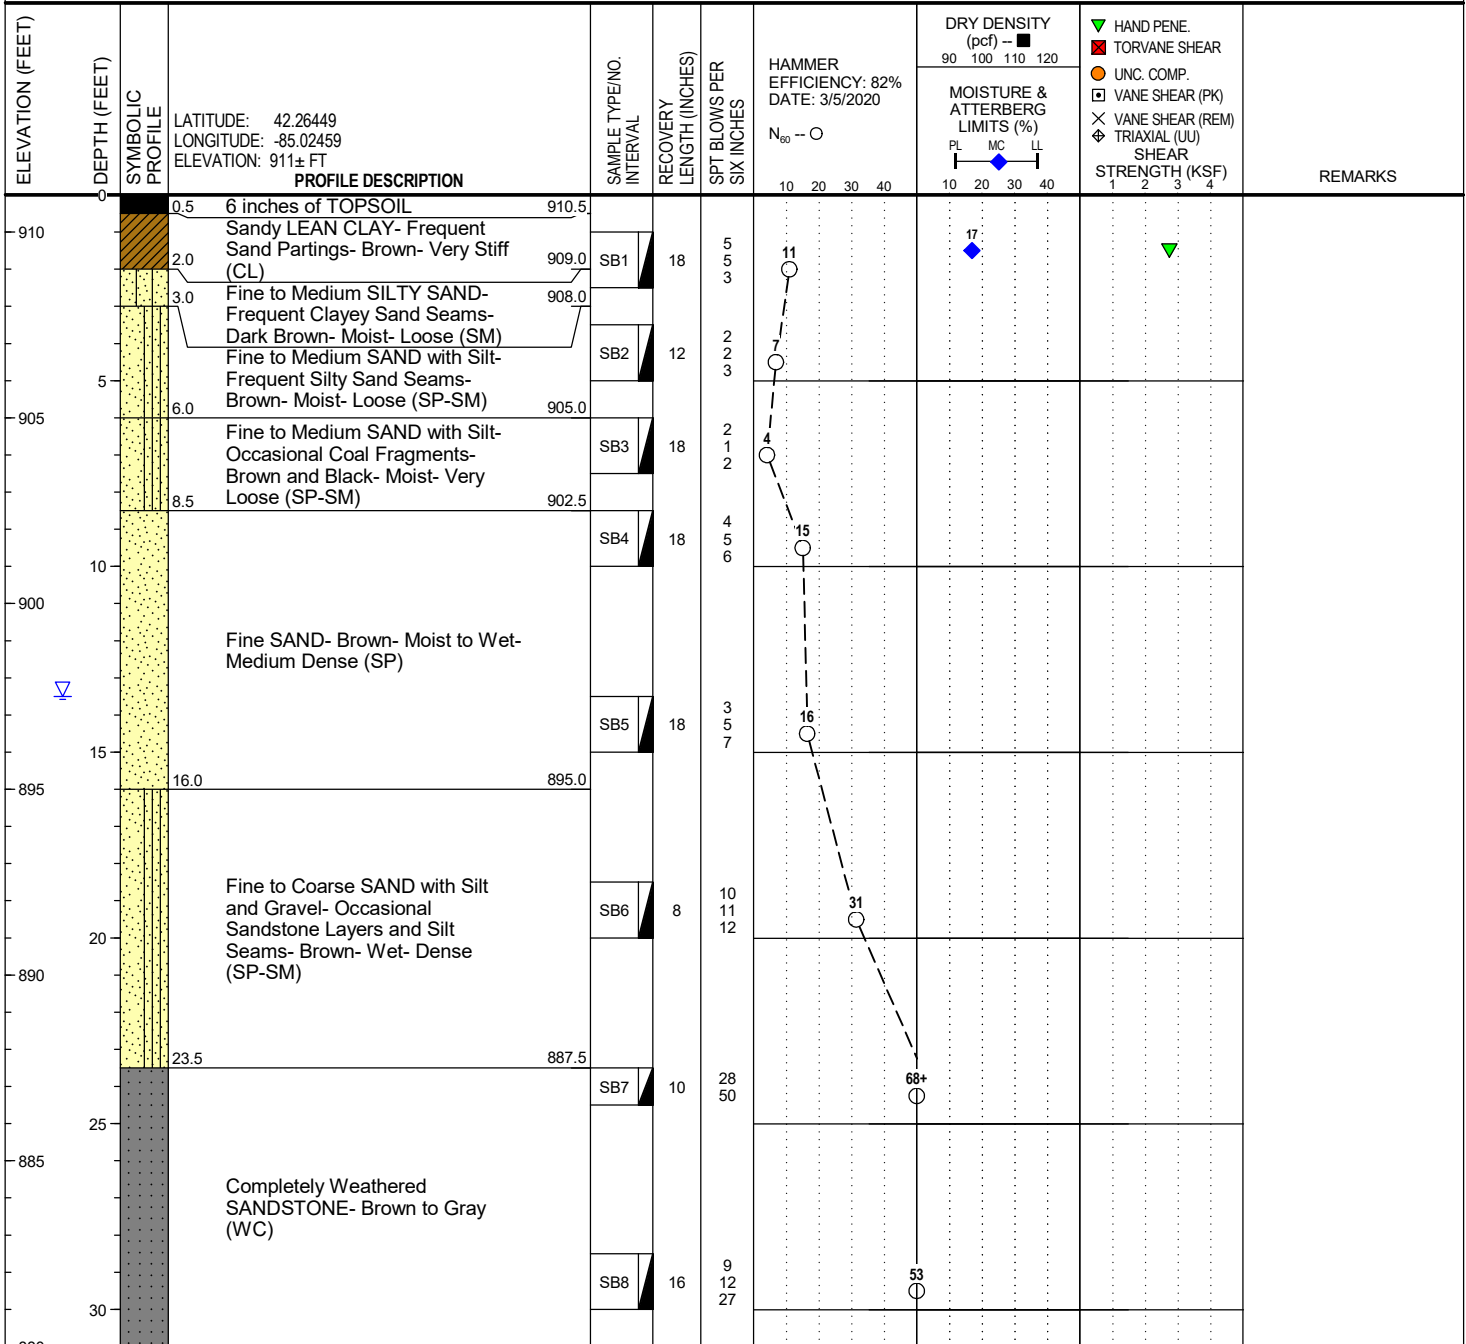 ELEVATION (FEET)
DEPTH (FEET)
SYMBOLIC
PROFILE
LATITUDE: 42.26449
LONGITUDE: -85.02459
ELEVATION: 911± FT
PROFILE DESCRIPTION
SAMPLE TYPE/NO.
INTERVAL
RECOVERY
LENGTH (INCHES)
SPT BLOWS PER
SIX INCHES
HAMMER
EFFICIENCY: 82%
DATE: 3/5/2020
N60 -- O
10 20 30 40
DRY DENSITY
(pcf) -- ■
90 100 110 120
MOISTURE &
ATTERBERG
LIMITS (%)
PL MC LL
10 20 30 40
HAND PENE.
TORVANE SHEAR
UNC. COMP.
VANE SHEAR (PK)
VANE SHEAR (REM)
TRIAXIAL (UU)
SHEAR
STRENGTH (KSF)
1 2 3 4
REMARKS
0
0.5 6 inches of TOPSOIL 910.5
910
Sandy LEAN CLAY- Frequent
Sand Partings- Brown- Very Stiff
(CL)
2.0 909.0
SB1 18
5
5
3
11
17
Fine to Medium SILTY SAND-
Frequent Clayey Sand Seams-
Dark Brown- Moist- Loose (SM)
3.0 908.0
Fine to Medium SAND with Silt-
Frequent Silty Sand Seams-
Brown- Moist- Loose (SP-SM)
SB2 12
2
2
3
7
5
6.0 905.0
905
Fine to Medium SAND with Silt-
Occasional Coal Fragments-
Brown and Black- Moist- Very
Loose (SP-SM)
SB3 18
2
1
2
4
8.5 902.5
SB4 18
4
5
6
15
10
900
Fine SAND- Brown- Moist to Wet-
Medium Dense (SP)
SB5 18
3
5
7
16
15
16.0 895.0
895
Fine to Coarse SAND with Silt
and Gravel- Occasional
Sandstone Layers and Silt
Seams- Brown- Wet- Dense
(SP-SM)
SB6 8
10
11
12
31
20
890
23.5 887.5
SB7 10
28
50
68+
25
885
Completely Weathered
SANDSTONE- Brown to Gray
(WC)
SB8 16
9
12
27
53
30